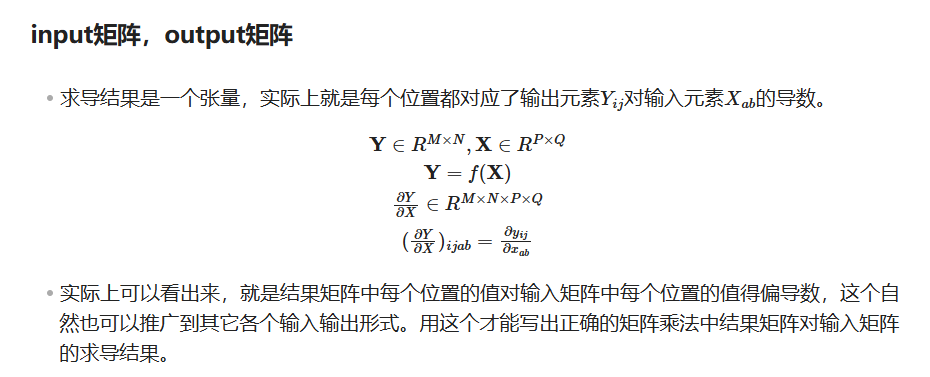 input矩阵，output矩阵
求导结果是一个张量，实际上就是每个位置都对应了输出元素$Y_{ij}$对输入元素$X_{ab}$的导数。
$\mathbf{Y} \in R^{M \times N}, \mathbf{X} \in R^{P \times Q}$
$\mathbf{Y} = f(\mathbf{X})$
$\frac{\partial Y}{\partial X} \in R^{M \times N \times P \times Q}$
$(\frac{\partial Y}{\partial X})_{ijab} = \frac{\partial y_{ij}}{\partial x_{ab}}$
实际上可以看出来，就是结果矩阵中每个位置的值对输入矩阵中每个位置的值得偏导数，这个自
然也可以推广到其它各个输入输出形式。用这个才能写出正确的矩阵乘法中结果矩阵对输入矩阵
的求导结果。